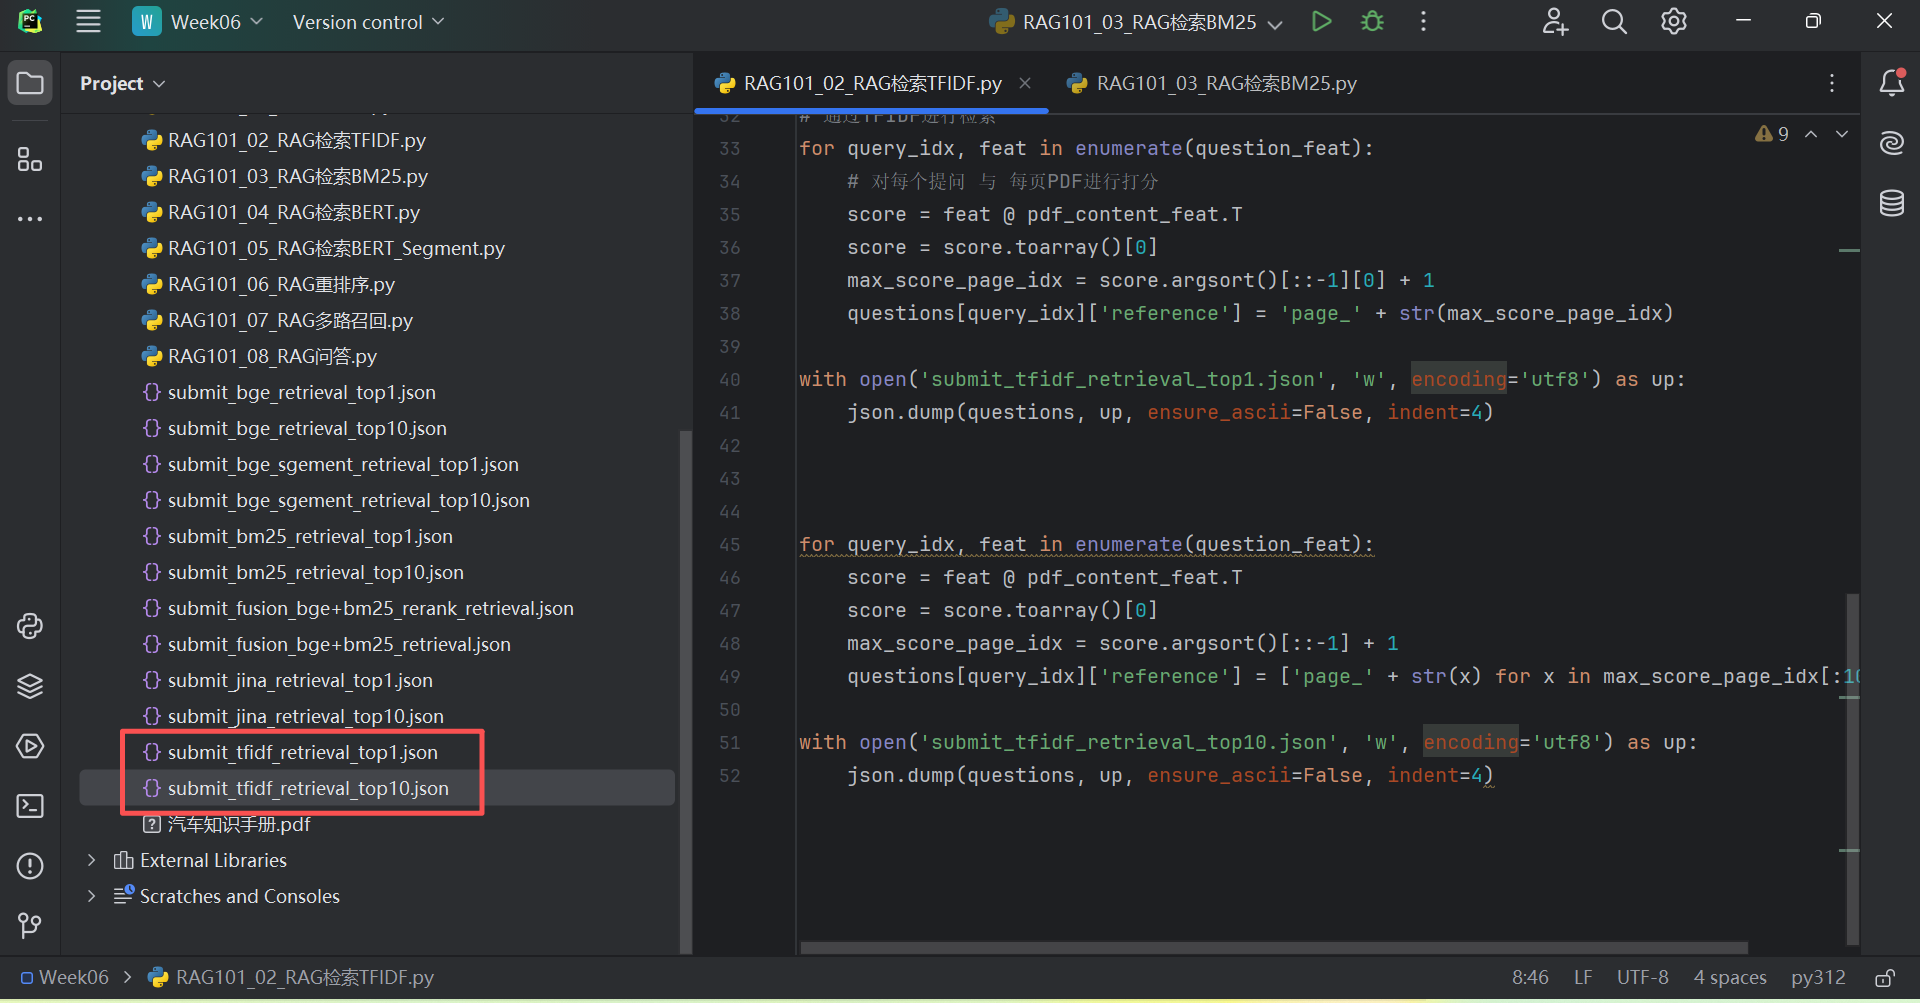 PC
W
Week06
Version control
RAG101_03_RAG检索BM25
Project
RAG101_02_RAG检索TFIDF.py
RAG101_03_RAG检索BM25.py
RAG101_04_RAG检索BERT.py
RAG101_05_RAG检索BERT_Segment.py
RAG101_06_RAG重排序.py
RAG101_07_RAG多路召回.py
RAG101_08_RAG问答.py
submit_bge_retrieval_top1.json
submit_bge_retrieval_top10.json
submit_bge_sgement_retrieval_top1.json
submit_bge_sgement_retrieval_top10.json
submit_bm25_retrieval_top1.json
submit_bm25_retrieval_top10.json
submit_fusion_bge+bm25_rerank_retrieval.json
submit_fusion_bge+bm25_retrieval.json
submit_jina_retrieval_top1.json
submit_jina_retrieval_top10.json
submit_tfidf_retrieval_top1.json
submit_tfidf_retrieval_top10.json
汽车知识手册.pdf
External Libraries
Scratches and Consoles
RAG101_02_RAG检索TFIDF.py
RAG101_03_RAG检索BM25.py
9
32 # 通过TFIDF进行检索
33 for query_idx, feat in enumerate(question_feat):
34 # 对每个提问 与 每页PDF进行打分
35 score = feat @ pdf_content_feat.T
36 score = score.toarray()[0]
37 max_score_page_idx = score.argsort()[::-1][0] + 1
38 questions[query_idx]['reference'] = 'page_' + str(max_score_page_idx)
39
40 with open('submit_tfidf_retrieval_top1.json', 'w', encoding='utf8') as up:
41 json.dump(questions, up, ensure_ascii=False, indent=4)
42
43
44
45 for query_idx, feat in enumerate(question_feat):
46 score = feat @ pdf_content_feat.T
47 score = score.toarray()[0]
48 max_score_page_idx = score.argsort()[::-1] + 1
49 questions[query_idx]['reference'] = ['page_' + str(x) for x in max_score_page_idx[:10
50
51 with open('submit_tfidf_retrieval_top10.json', 'w', encoding='utf8') as up:
52 json.dump(questions, up, ensure_ascii=False, indent=4)
Week06 > RAG101_02_RAG检索TFIDF.py
8:46 LF UTF-8 4 spaces py312